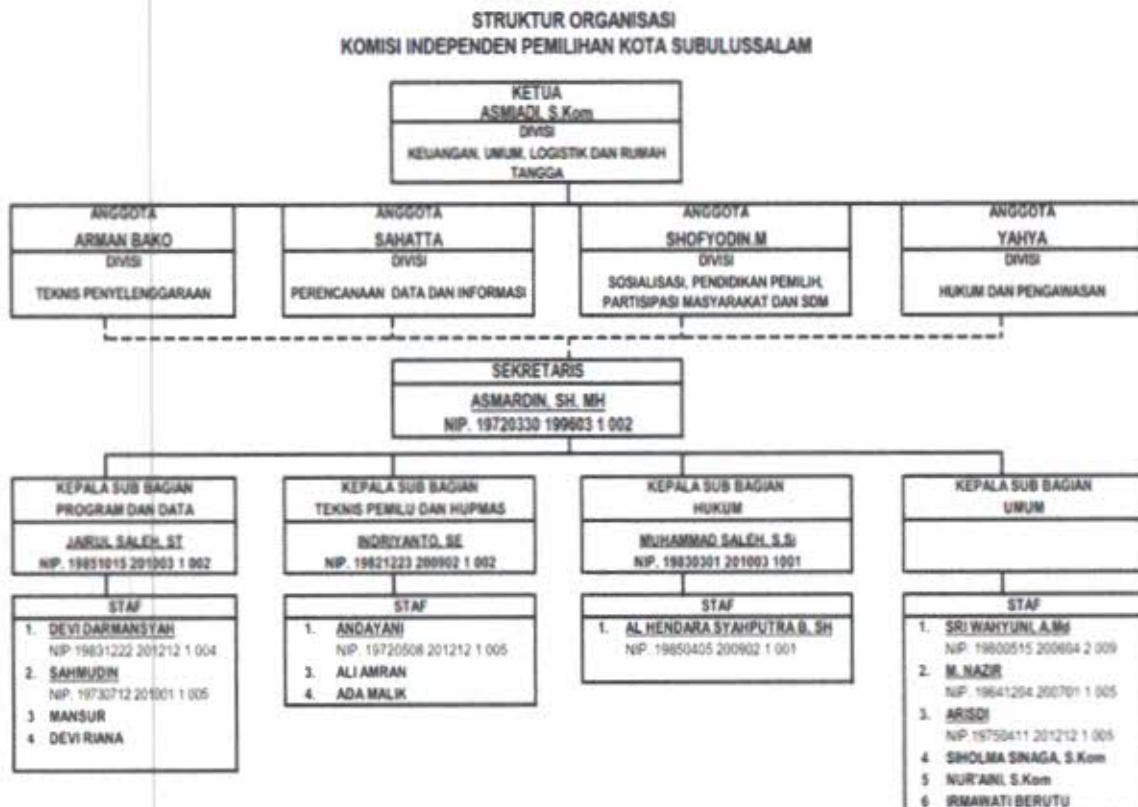 STRUKTUR ORGANISASI
KOMISI INDEPENDEN PEMILIHAN KOTA SUBULUSSALAM
KETUA
ASMIADI, S.Kom
DIVISI
KEUANGAN, UMUM, LOGISTIK DAN RUMAH
TANGGA
ANGGOTA
ARMAN BAKO
DIVISI
TEKNIS PENYELENGGARAAN
ANGGOTA
SAHATTA
DIVISI
PERENCANAAN DATA DAN INFORMASI
ANGGOTA
SHOFYODIN.M
DIVISI
SOSIALISASI, PENDIDIKAN PEMILIH,
PARTISIPASI MASYARAKAT DAN SDM
ANGGOTA
YAHYA
DIVISI
HUKUM DAN PENGAWASAN
SEKRETARIS
ASMARDIN, SH. MH
NIP. 19720330 199603 1 002
KEPALA SUB BAGIAN
PROGRAM DAN DATA
JAIRUL SALEH, ST
NIP. 19851015 201003 1 002
KEPALA SUB BAGIAN
TEKNIS PEMILU DAN HUPMAS
INDRIYANTO, SE
NIP. 19821223 200902 1 002
KEPALA SUB BAGIAN
HUKUM
MUHAMMAD SALEH, S.Si
NIP. 19830301 201003 1001
KEPALA SUB BAGIAN
UMUM
STAF
1. DEVI DARMANSYAH
NIP 19831222 201212 1 004
2. SAHMUDIN
NIP. 19730712 201001 1 005
3 MANSUR
4 DEVI RIANA
STAF
1. ANDAYANI
NIP. 19720508 201212 1 005
3. ALI AMRAN
4. ADA MALIK
STAF
1. AL HENDARA SYAHPUTRA B, SH
NIP. 19850405 200902 1 001
STAF
1. SRI WAHYUNI, A.Md
NIP. 19800515 200604 2 009
2. M. NAZIR
NIP. 19641204 200701 1 005
3. ARISDI
NIP 19750411 201212 1 005
4 SIHOLMA SINAGA, S.Kom
5 NUR'AINI, S.Kom
6 IRMAWATI BERUTU